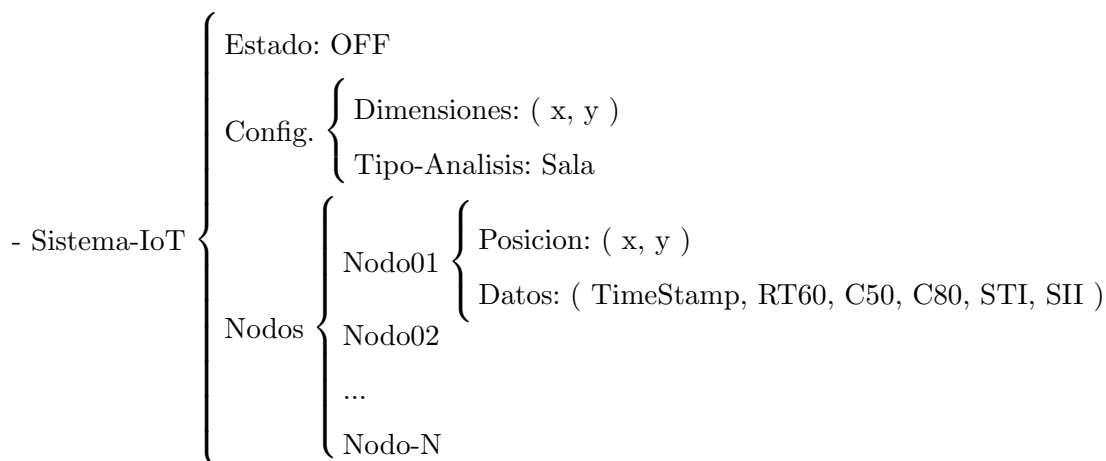 Estado: OFF
Config.
Dimensiones: ( x, y )
Tipo-Analisis: Sala
- Sistema-IoT
Nodos
Nodo01
Posicion: ( x, y )
Datos: ( TimeStamp, RT60, C50, C80, STI, SII )
Nodo02
...
Nodo-N